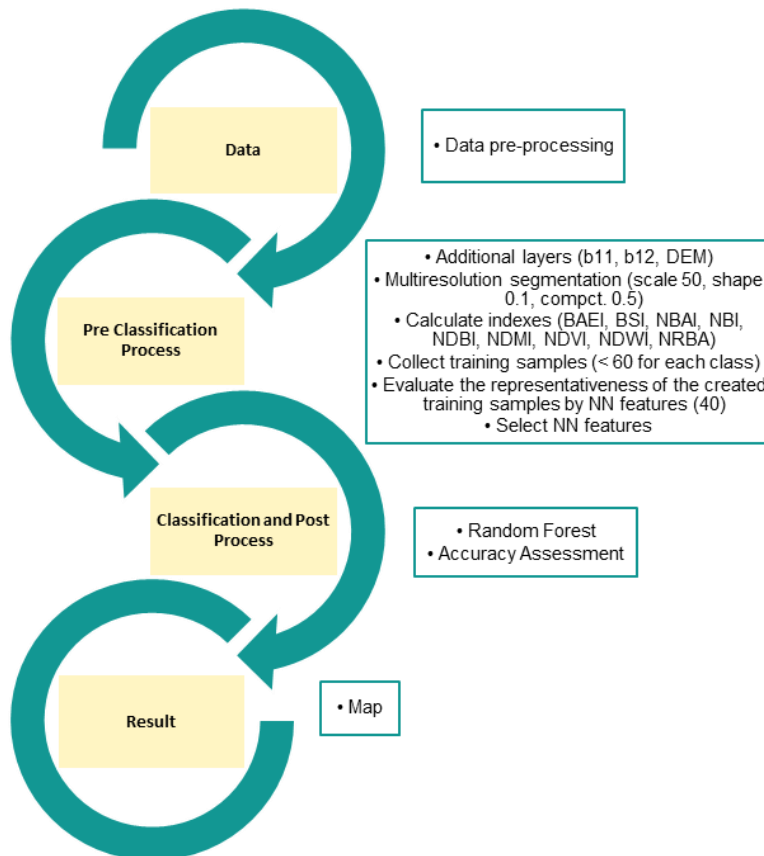 Data
• Data pre-processing
Pre Classification
Process
• Additional layers (b11, b12, DEM)
• Multiresolution segmentation (scale 50, shape
0.1, compct. 0.5)
• Calculate indexes (BAEI, BSI, NBAI, NBI,
NDBI, NDMI, NDVI, NDWI, NRBA)
• Collect training samples (< 60 for each class)
• Evaluate the representativeness of the created
training samples by NN features (40)
• Select NN features
Classification and Post
Process
• Random Forest
• Accuracy Assessment
Result
• Map